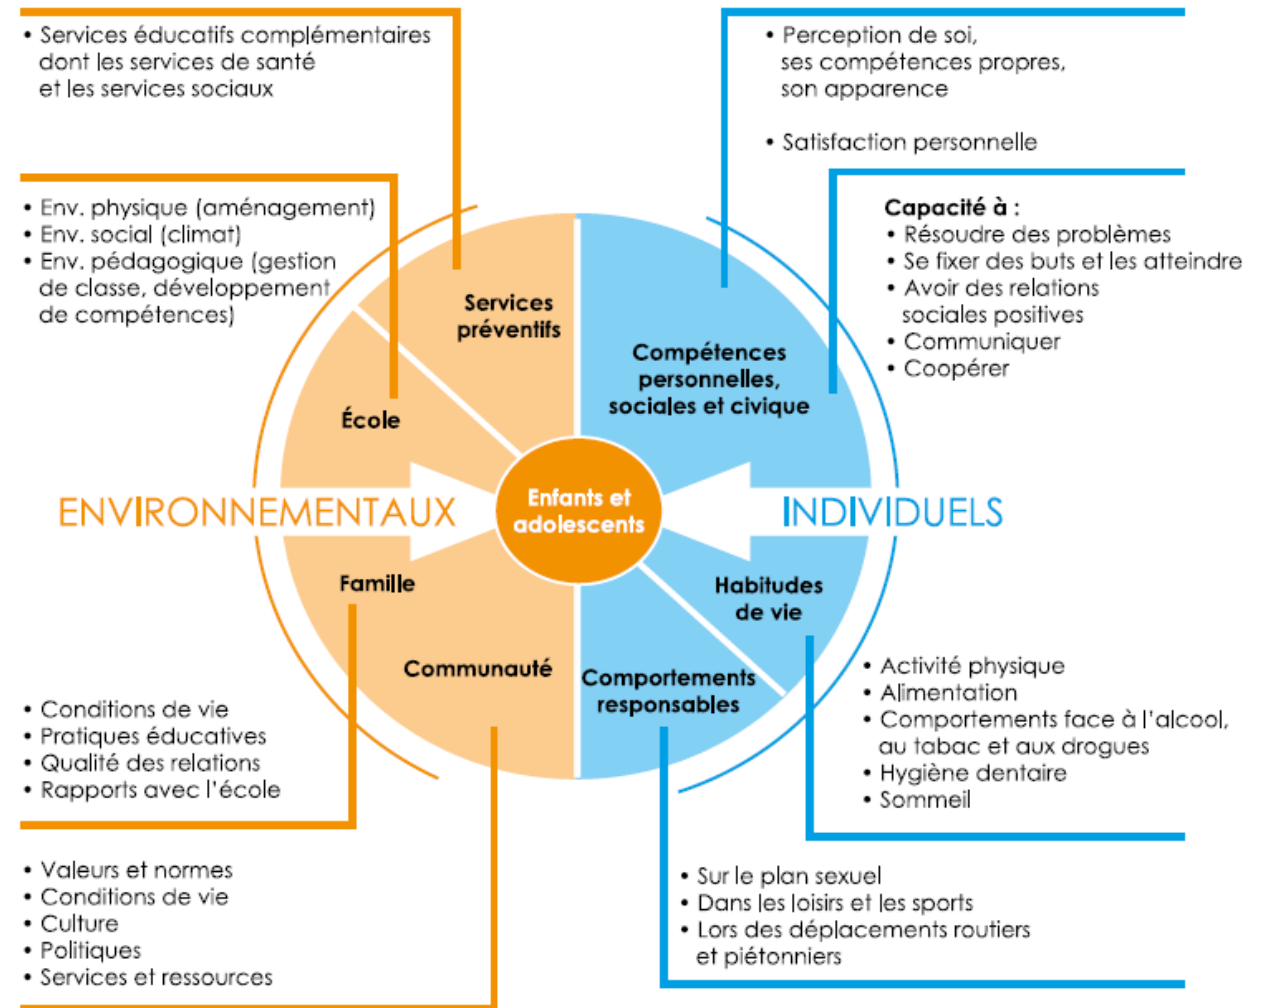 • Services éducatifs complémentaires
dont les services de santé
et les services sociaux
• Perception de soi,
ses compétences propres,
son apparence
• Satisfaction personnelle
• Env. physique (aménagement)
• Env. social (climat)
• Env. pédagogique (gestion
de classe, développement
de compétences)
Capacité à :
• Résoudre des problèmes
• Se fixer des buts et les atteindre
• Avoir des relations
sociales positives
• Communiquer
• Coopérer
Services
préventifs
Compétences
personnelles,
sociales et civique
École
ENVIRONNEMENTAUX
Enfants et
adolescents
INDIVIDUELS
Famille
Habitudes
de vie
Communauté
Comportements
responsables
• Conditions de vie
• Pratiques éducatives
• Qualité des relations
• Rapports avec l'école
• Activité physique
• Alimentation
• Comportements face à l'alcool,
au tabac et aux drogues
• Hygiène dentaire
• Sommeil
• Valeurs et normes
• Conditions de vie
• Culture
• Politiques
• Services et ressources
• Sur le plan sexuel
• Dans les loisirs et les sports
• Lors des déplacements routiers
et piétonniers